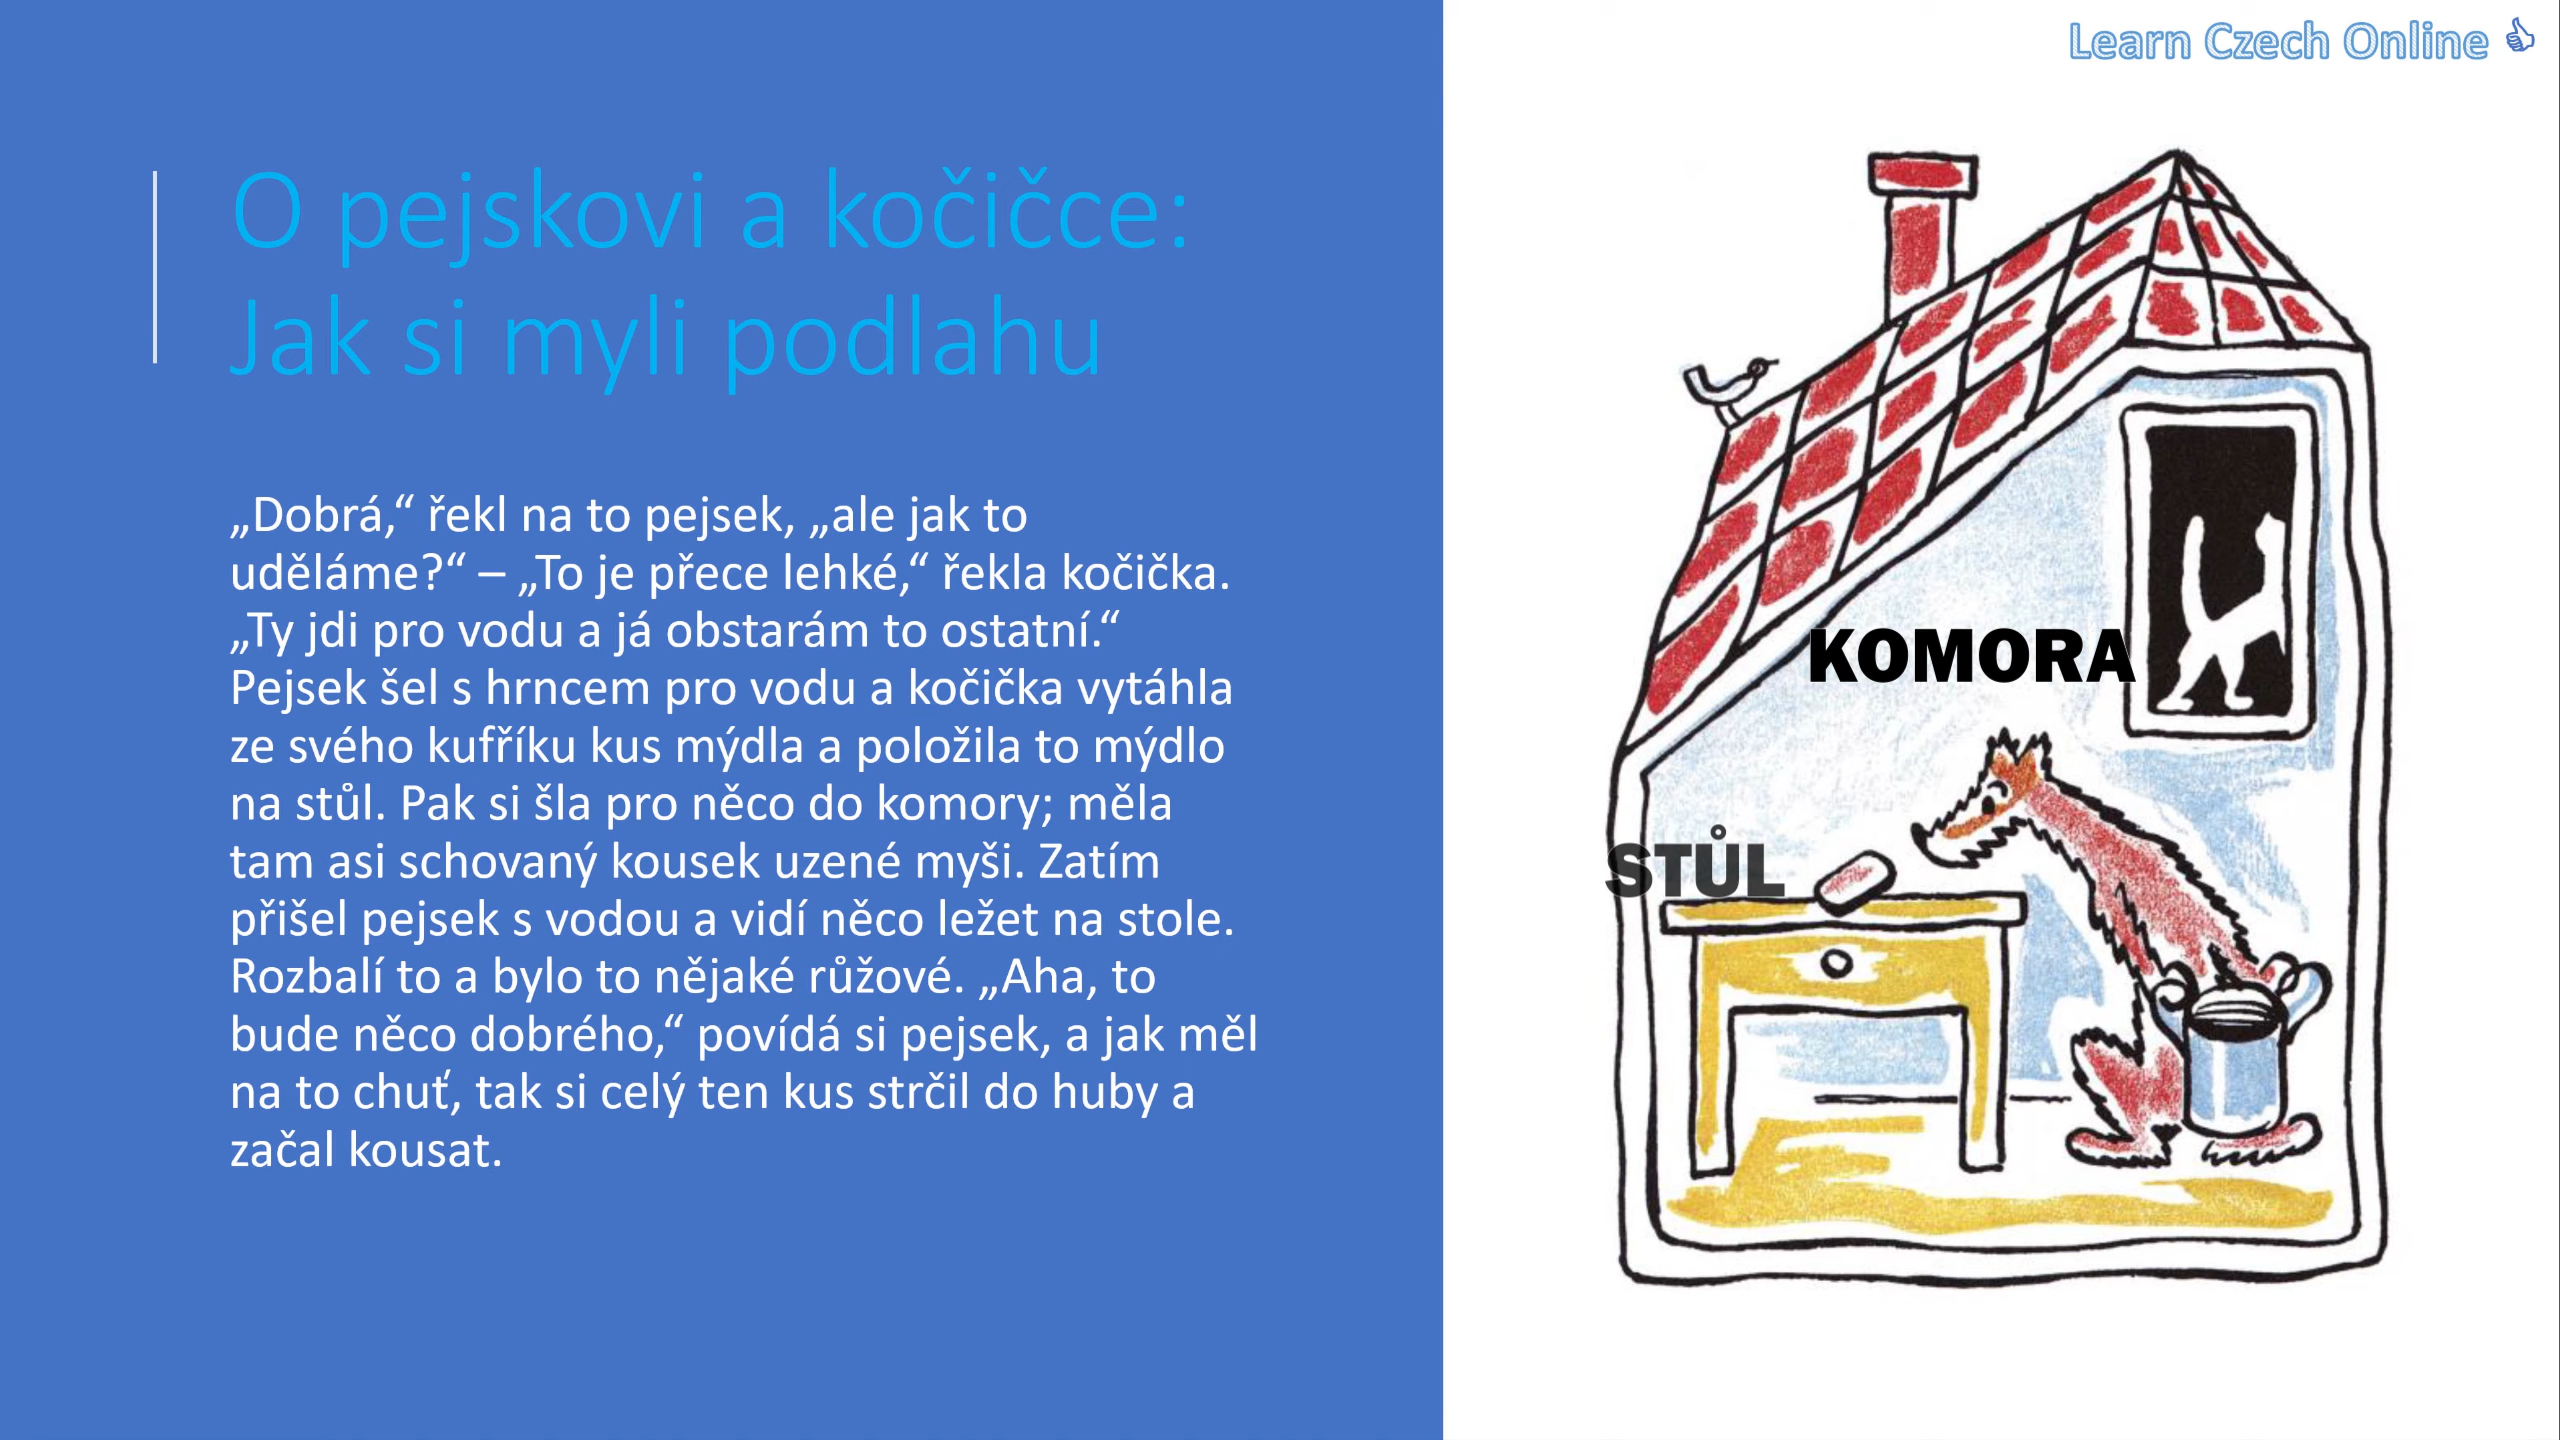 Learn Czech Online
O pejskovi a kočičce:
Jak si myli podlahu
„Dobrá,“ řekl na to pejsek, „ale jak to
uděláme?“ – „To je přece lehké,“ řekla kočička.
„Ty jdi pro vodu a já obstarám to ostatní.“
Pejsek šel s hrncem pro vodu a kočička vytáhla
ze svého kufříku kus mýdla a položila to mýdlo
na stůl. Pak si šla pro něco do komory; měla
tam asi schovaný kousek uzené myši. Zatím
přišel pejsek s vodou a vidí něco ležet na stole.
Rozbalí to a bylo to nějaké růžové. „Aha, to
bude něco dobrého,“ povídá si pejsek, a jak měl
na to chuť, tak si celý ten kus strčil do huby a
začal kousat.
KOMORA
STŮL